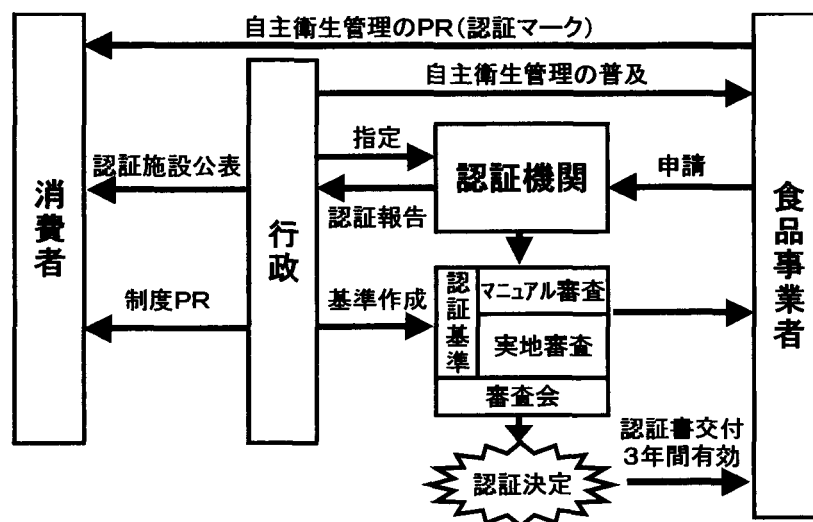 自主衛生管理のPR(認証マーク)
自主衛生管理の普及
指定
認証機関
申請
認証施設公表
認証報告
消費者
行政
食品事業者
制度PR
基準作成
認証基準
マニュアル審査
実地審査
審査会
認証書交付
3年間有効
認証決定